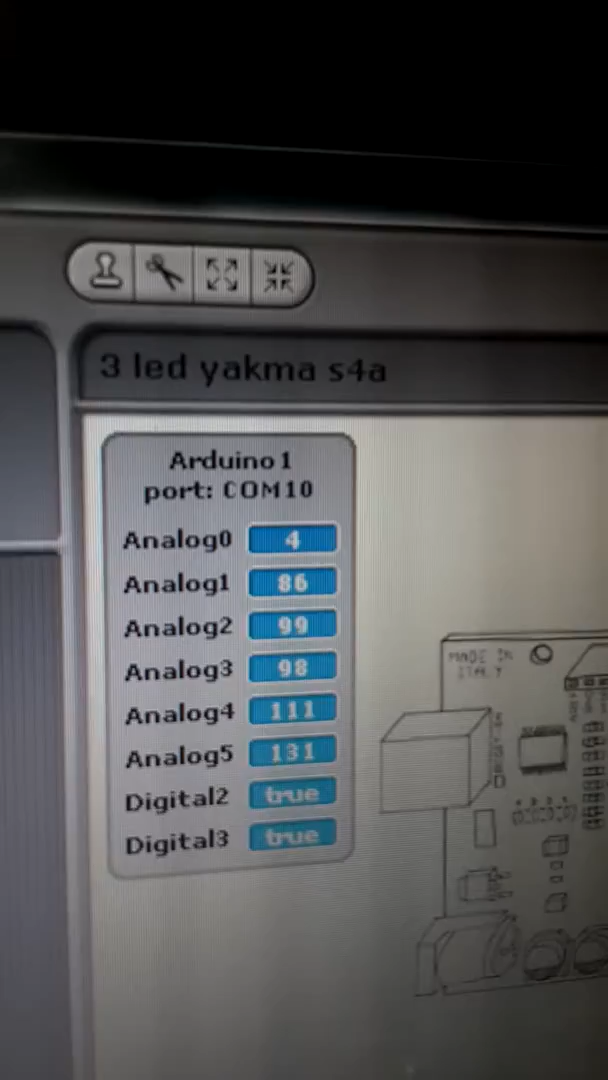 3 led yakma s4a
Arduino1
port: COM10
Analog0 4
Analog1 86
Analog2 99
Analog3 98
Analog4 111
Analog5 131
Digital2 true
Digital3 true
MADE IN
ITALY